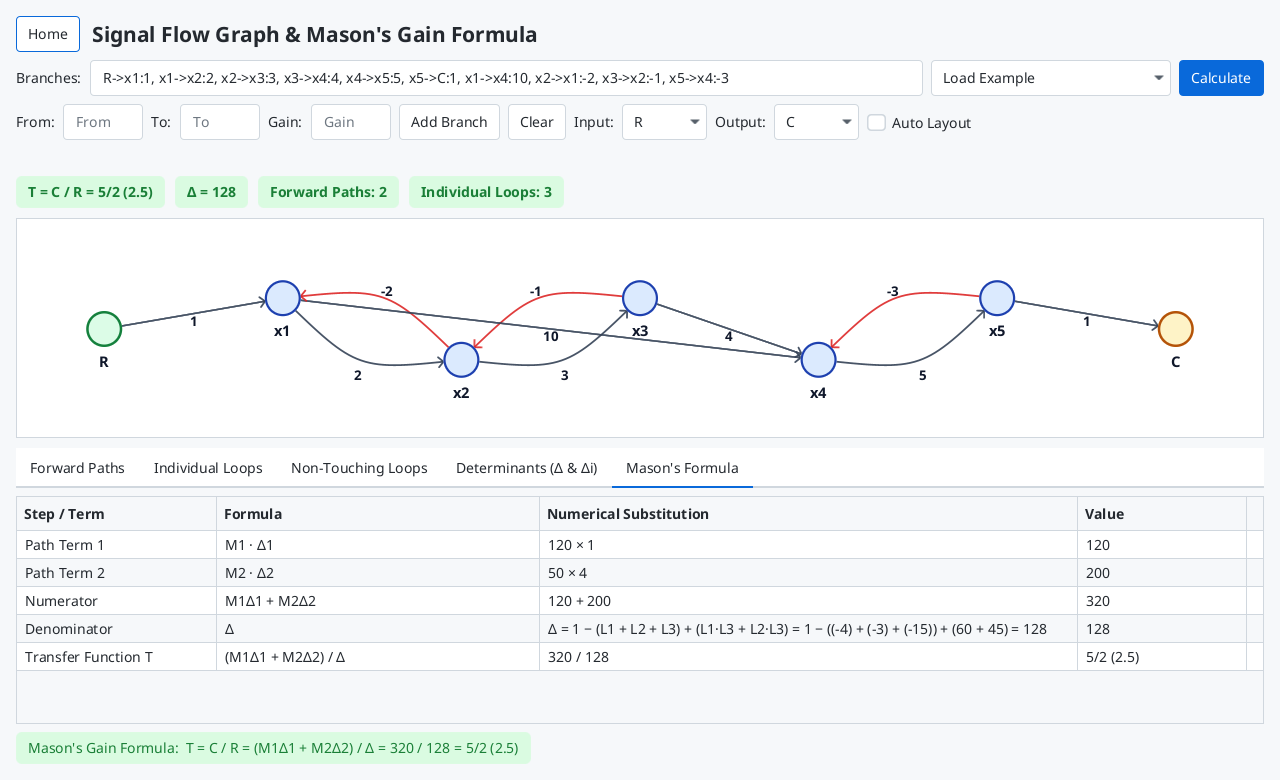 Home Signal Flow Graph & Mason's Gain Formula
Branches: R->x1:1, x1->x2:2, x2->x3:3, x3->x4:4, x4->x5:5, x5->C:1, x1->x4:10, x2->x1:-2, x3->x2:-1, x5->x4:-3 Load Example Calculate
From: From To: To Gain: Gain Add Branch Clear Input: R Output: C Auto Layout
T = C / R = 5/2 (2.5) Δ = 128 Forward Paths: 2 Individual Loops: 3
-2 -1 -3
1 x1 10 x3 4 x5 1
R 2 3 5 C
x2 x4
Forward Paths Individual Loops Non-Touching Loops Determinants (Δ & Δi) Mason's Formula
Step / Term Formula Numerical Substitution Value
Path Term 1 M1 · Δ1 120 × 1 120
Path Term 2 M2 · Δ2 50 × 4 200
Numerator M1Δ1 + M2Δ2 120 + 200 320
Denominator Δ Δ = 1 − (L1 + L2 + L3) + (L1·L3 + L2·L3) = 1 − ((-4) + (-3) + (-15)) + (60 + 45) = 128 128
Transfer Function T (M1Δ1 + M2Δ2) / Δ 320 / 128 5/2 (2.5)
Mason's Gain Formula: T = C / R = (M1Δ1 + M2Δ2) / Δ = 320 / 128 = 5/2 (2.5)